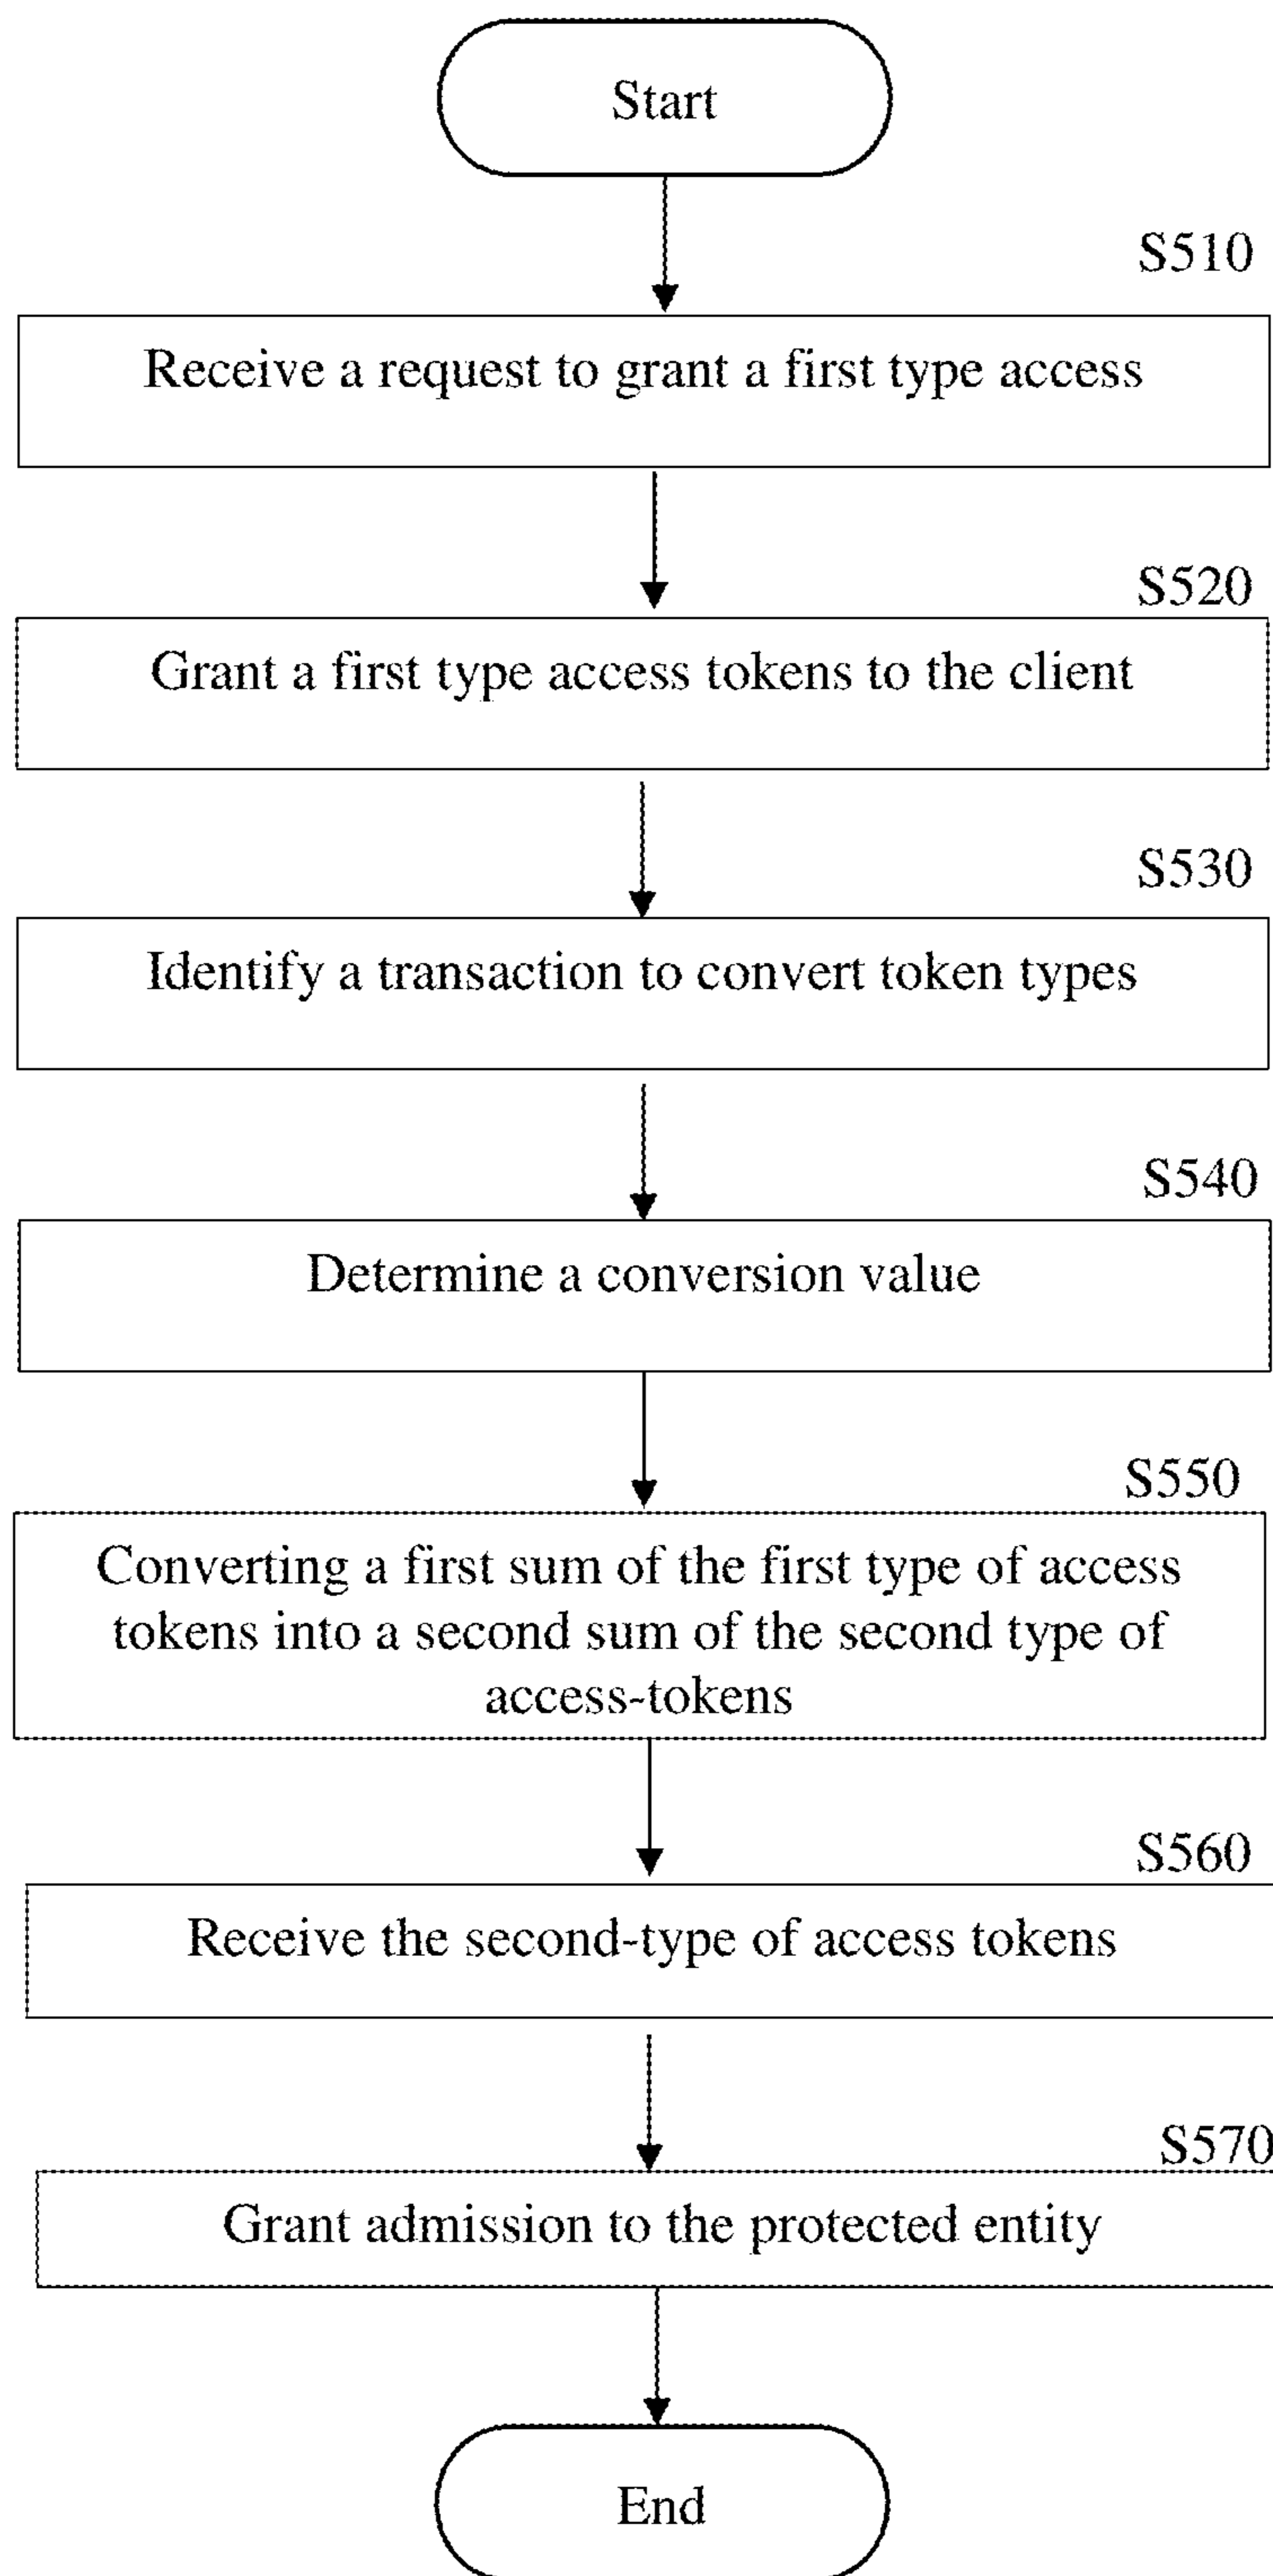 Start
S510
Receive a request to grant a first type access
S520
Grant a first type access tokens to the client
S530
Identify a transaction to convert token types
S540
Determine a conversion value
S550
Converting a first sum of the first type of access
tokens into a second sum of the second type of
access-tokens
S560
Receive the second-type of access tokens
S570
Grant admission to the protected entity
End